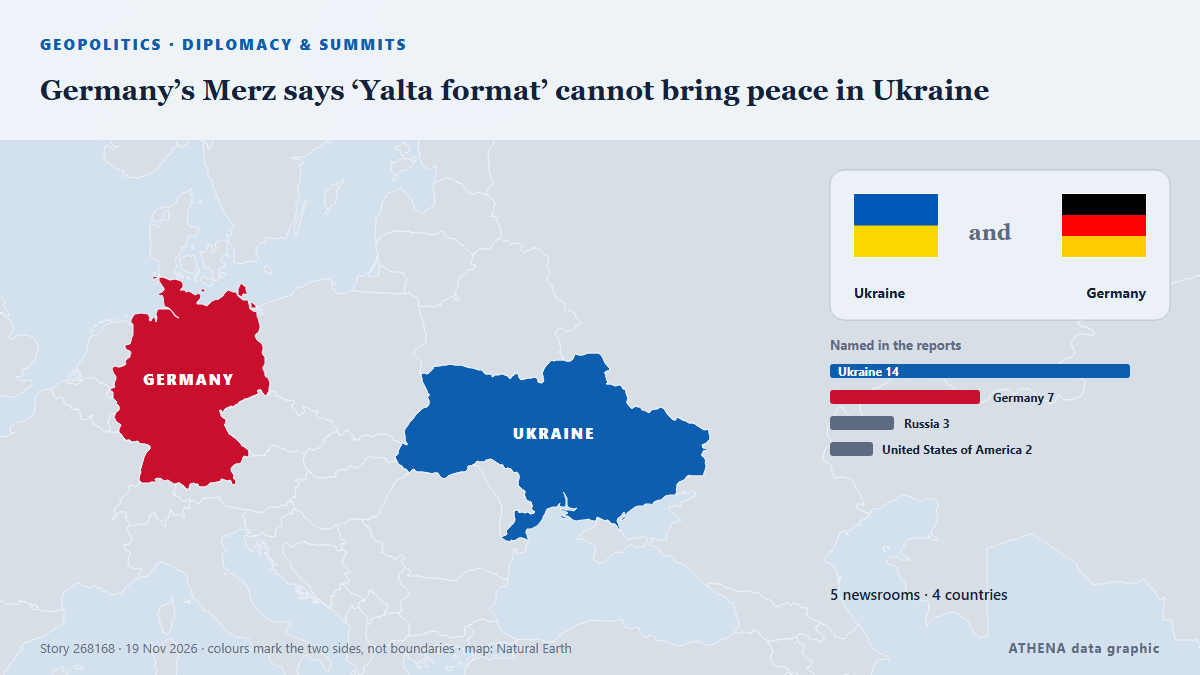 GEOPOLITICS · DIPLOMACY & SUMMITS
Germany’s Merz says ‘Yalta format’ cannot bring peace in Ukraine
and
Ukraine
Germany
Named in the reports
Ukraine 14
Germany 7
Russia 3
United States of America 2
GERMANY
UKRAINE
5 newsrooms · 4 countries
Story 268168 · 19 Nov 2026 · colours mark the two sides, not boundaries · map: Natural Earth
ATHENA data graphic